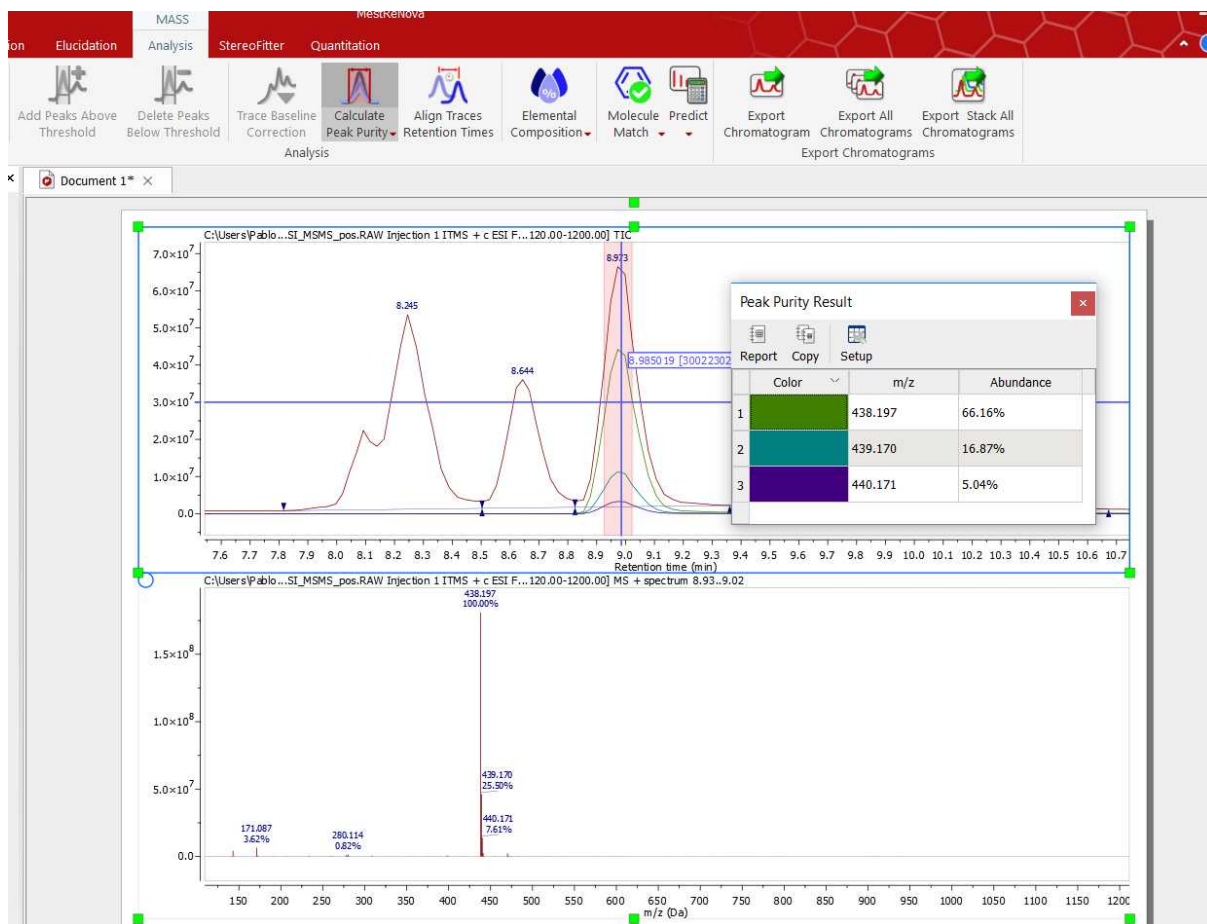 MASS
MestReNova
ion Elucidation Analysis StereoFitter Quantitation
Add Peaks Above Threshold
Delete Peaks Below Threshold
Trace Baseline Correction
Calculate Peak Purity
Align Traces Retention Times
Elemental Composition
Molecule Match
Predict
Export Chromatogram
Export All Chromatograms
Export Stack All Chromatograms
Analysis
Export Chromatograms
Document 1*
C:\Users\Pablo...SI_MSMS_pos.RAW Injection 1 ITMS + c ESI F...120.00-1200.00] TIC
7.0×10⁷
6.0×10⁷
5.0×10⁷
4.0×10⁷
3.0×10⁷
2.0×10⁷
1.0×10⁷
0.0
8.245
8.644
8.973
8.985019 [30022302
7.6 7.7 7.8 7.9 8.0 8.1 8.2 8.3 8.4 8.5 8.6 8.7 8.8 8.9 9.0 9.1 9.2 9.3 9.4 9.5 9.6 9.7 9.8 9.9 10.0 10.1 10.2 10.3 10.4 10.5 10.6 10.7
Retention time (min)
Peak Purity Result
Report Copy Setup
Color m/z Abundance
1 438.197 66.16%
2 439.170 16.87%
3 440.171 5.04%
C:\Users\Pablo...SI_MSMS_pos.RAW Injection 1 ITMS + c ESI F...120.00-1200.00] MS + spectrum 8.93..9.02
1.5×10⁸
1.0×10⁸
5.0×10⁷
0.0
438.197
100.00%
439.170
25.50%
440.171
7.61%
171.087
3.62%
280.114
0.82%
150 200 250 300 350 400 450 500 550 600 650 700 750 800 850 900 950 1000 1050 1100 1150 1200
m/z (Da)